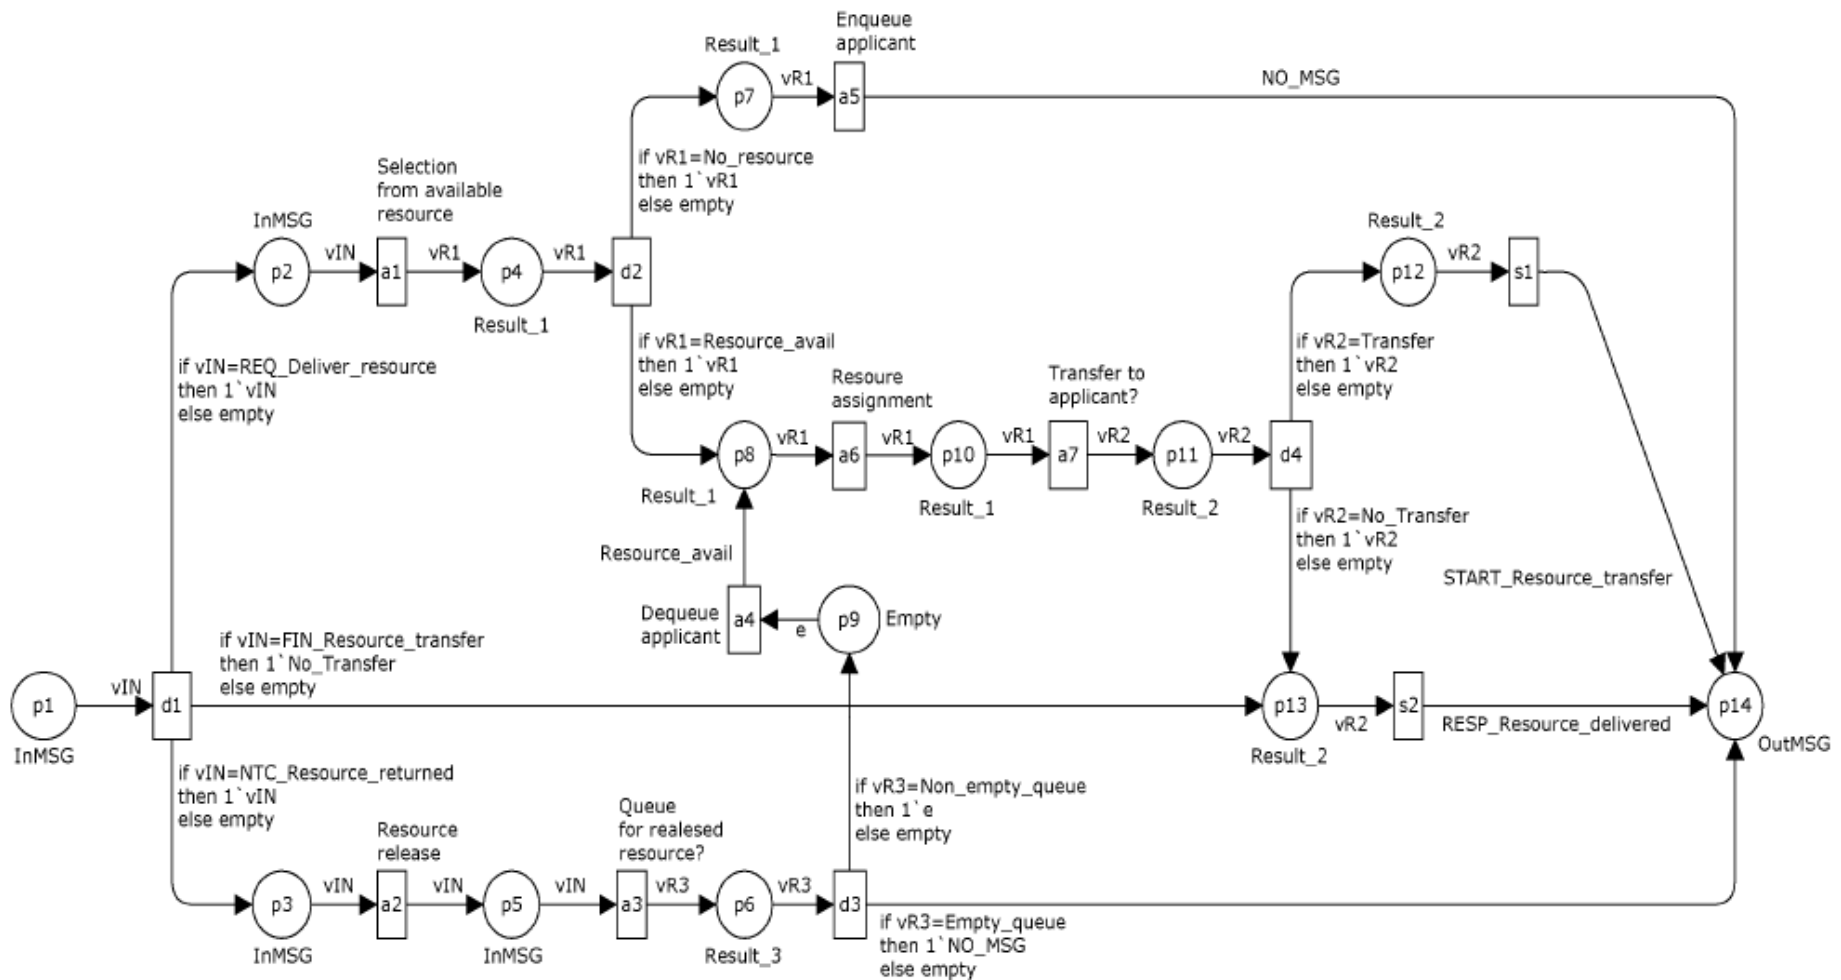 Enqueue
applicant
Result_1
p7
vR1
a5
NO_MSG
if vR1=No_resource
then 1`vR1
else empty
Selection
from available
resource
InMSG
p2
vIN
a1
vR1
p4
vR1
d2
Result_1
Result_2
p12
vR2
s1
if vIN=REQ_Deliver_resource
then 1`vIN
else empty
if vR1=Resource_avail
then 1`vR1
else empty
if vR2=Transfer
then 1`vR2
else empty
Resoure
assignment
Transfer to
applicant?
p8
vR1
a6
vR1
p10
vR1
a7
vR2
p11
vR2
d4
Result_1
Result_1
Result_2
if vR2=No_Transfer
then 1`vR2
else empty
Resource_avail
START_Resource_transfer
Dequeue
applicant
a4
e
p9
Empty
if vIN=FIN_Resource_transfer
then 1`No_Transfer
else empty
p1
vIN
d1
InMSG
p13
vR2
s2
RESP_Resource_delivered
p14
Result_2
OutMSG
if vIN=NTC_Resource_returned
then 1`vIN
else empty
if vR3=Non_empty_queue
then 1`e
else empty
Resource
release
Queue
for realesed
resource?
p3
vIN
a2
vIN
p5
vIN
a3
vR3
p6
vR3
d3
InMSG
InMSG
Result_3
if vR3=Empty_queue
then 1`NO_MSG
else empty